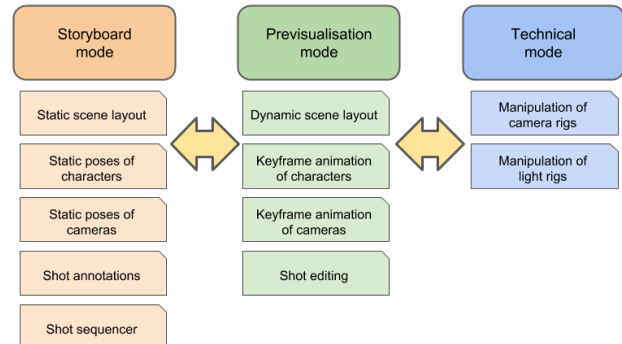 Storyboard
mode
Static scene layout
Static poses of
characters
Static poses of
cameras
Shot annotations
Shot sequencer
Previsualisation
mode
Dynamic scene layout
Keyframe animation
of characters
Keyframe animation
of cameras
Shot editing
Technical
mode
Manipulation of
camera rigs
Manipulation of
light rigs